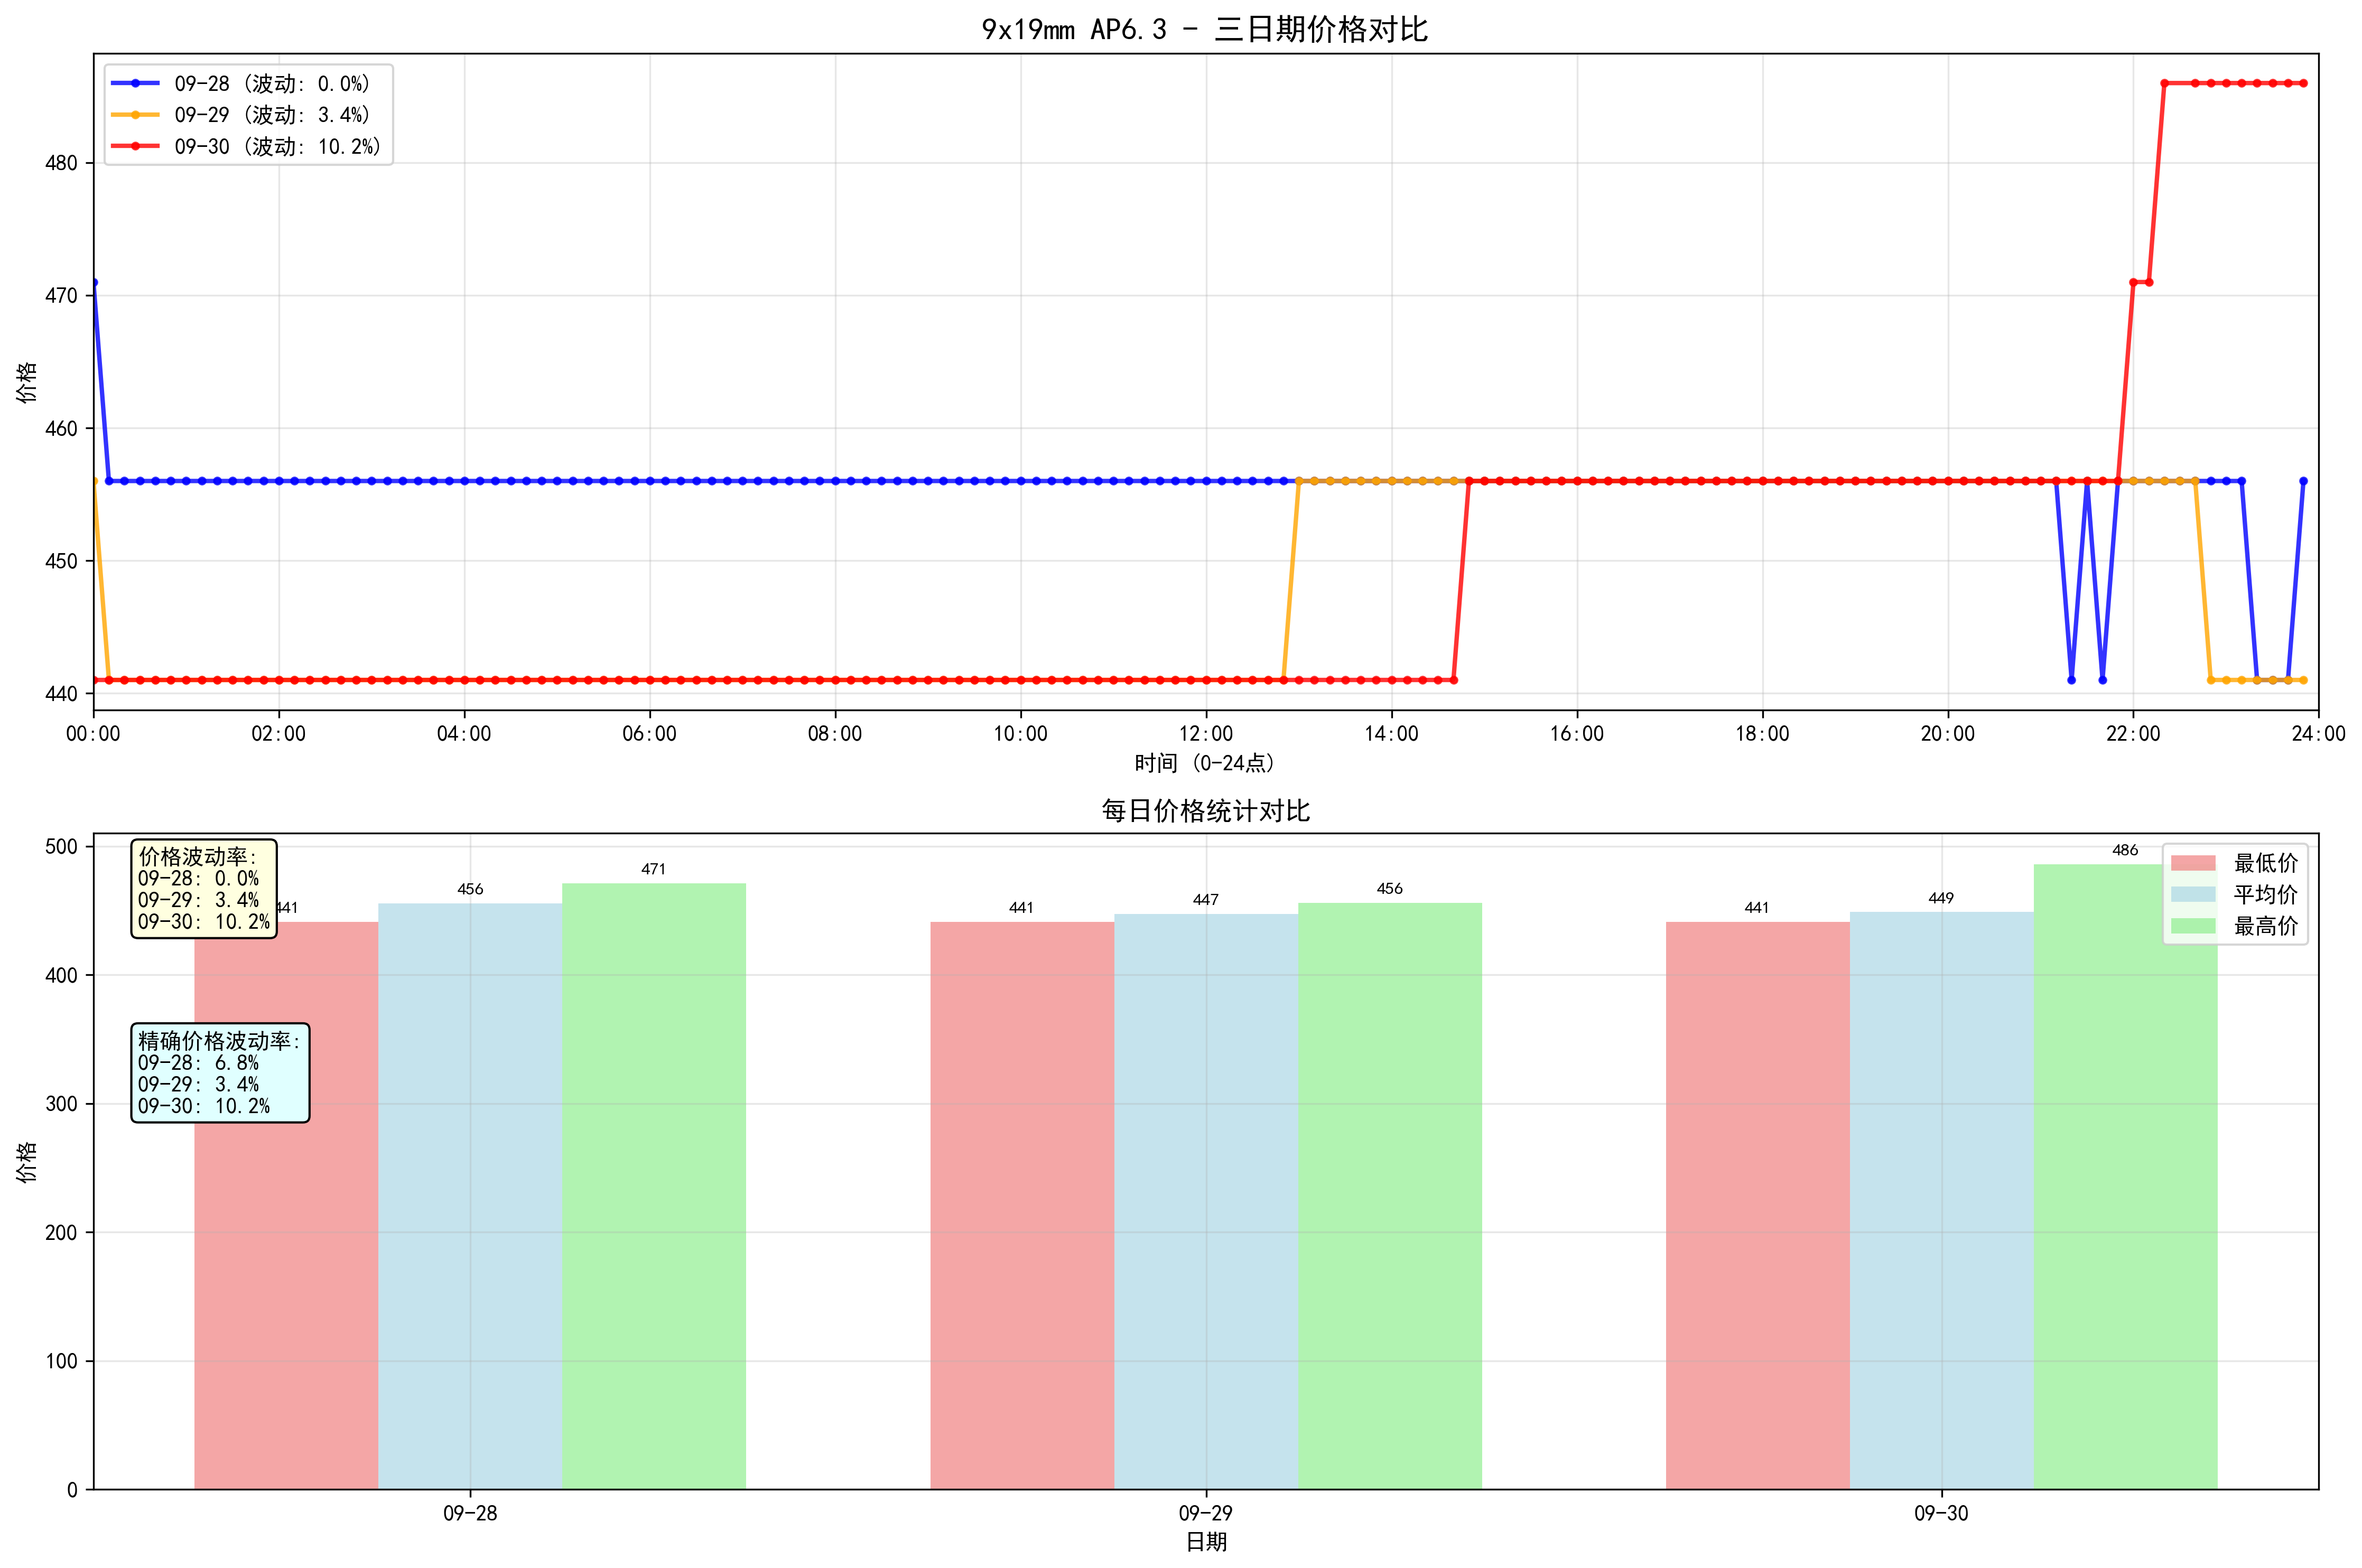 9x19mm AP6.3 - 三日期价格对比
09-28 (波动: 0.0%)
09-29 (波动: 3.4%)
09-30 (波动: 10.2%)
价格
480
470
460
450
440
00:00 02:00 04:00 06:00 08:00 10:00 12:00 14:00 16:00 18:00 20:00 22:00 24:00
时间 (0-24点)
每日价格统计对比
价格波动率:
09-28: 0.0%
09-29: 3.4%
09-30: 10.2%
精确价格波动率:
09-28: 6.8%
09-29: 3.4%
09-30: 10.2%
441 456 471 441 447 456 441 449 486
最低价
平均价
最高价
价格
500
400
300
200
100
0
09-28 09-29 09-30
日期